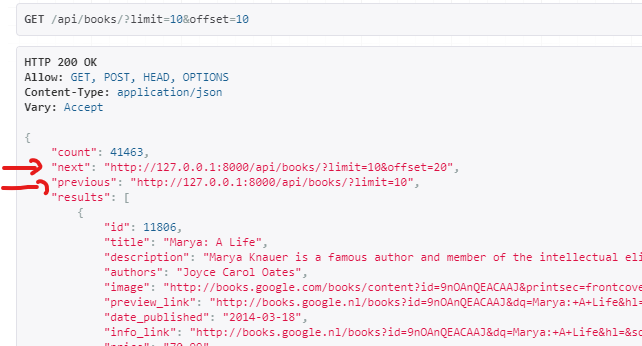 GET /api/books/?limit=10&offset=10
HTTP 200 OK
Allow: GET, POST, HEAD, OPTIONS
Content-Type: application/json
Vary: Accept
{
"count": 41463,
"next": "http://127.0.0.1:8000/api/books/?limit=10&offset=20",
"previous": "http://127.0.0.1:8000/api/books/?limit=10",
"results": [
{
"id": 11806,
"title": "Marya: A Life",
"description": "Marya Knauer is a famous author and member of the intellectual eli
"authors": "Joyce Carol Oates",
"image": "http://books.google.com/books/content?id=9nOAnQEACAAJ&printsec=frontcove
"preview_link": "http://books.google.nl/books?id=9nOAnQEACAAJ&dq=Marya:+A+Life&hl=
"date_published": "2014-03-18",
"info_link": "http://books.google.nl/books?id=9nOAnQEACAAJ&dq=Marya:+A+Life&hl=&so